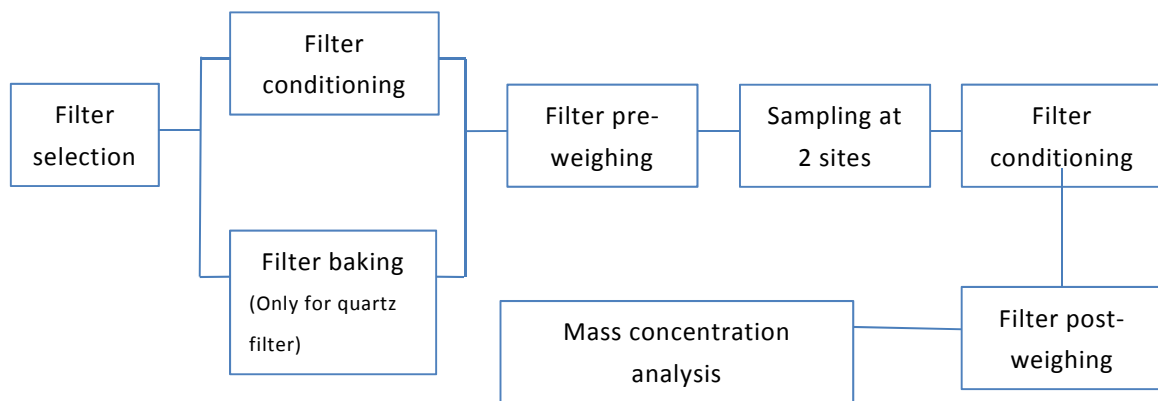 Filter
selection
Filter
conditioning
Filter baking
(Only for quartz
filter)
Filter pre-
weighing
Sampling at
2 sites
Filter
conditioning
Filter post-
weighing
Mass concentration
analysis